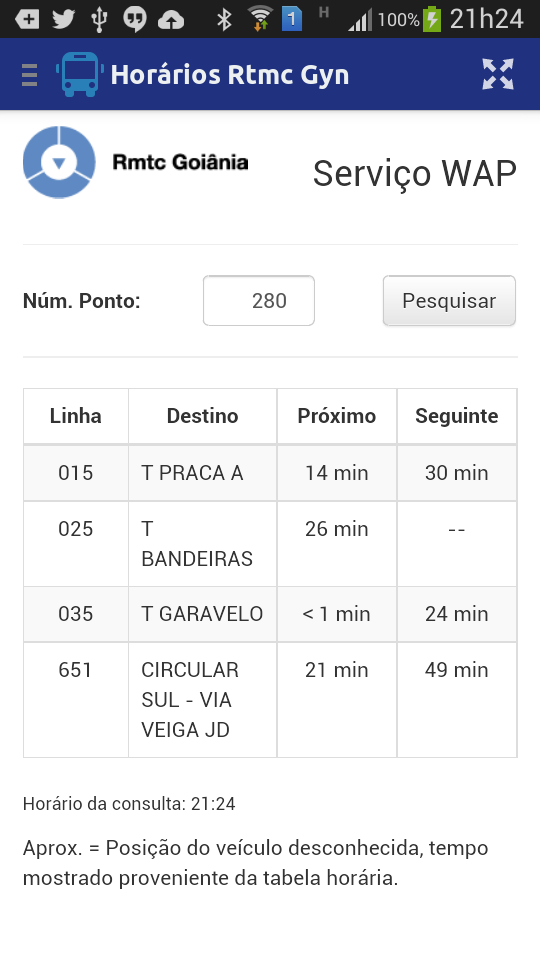 1 H 100% 21h24
Horários Rtmc Gyn
Rmtc Goiânia
Serviço WAP
Núm. Ponto: 280 Pesquisar
Linha Destino Próximo Seguinte
015 T PRACA A 14 min 30 min
025 T 26 min --
BANDEIRAS
035 T GARAVELO < 1 min 24 min
651 CIRCULAR 21 min 49 min
SUL - VIA
VEIGA JD
Horário da consulta: 21:24
Aprox. = Posição do veículo desconhecida, tempo
mostrado proveniente da tabela horária.